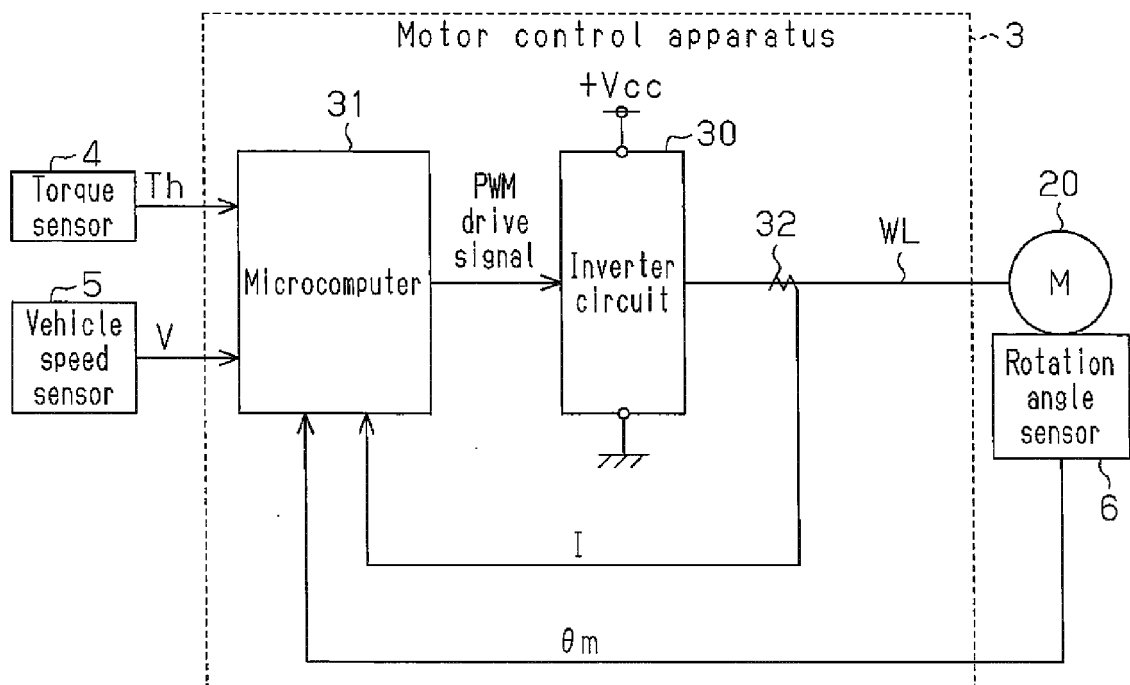 Motor control apparatus
3
+Vcc
31
30
4
Torque
sensor
Th
PWM
drive
signal
20
32
WL
M
Microcomputer
Inverter
circuit
5
Vehicle
speed
sensor
V
Rotation
angle
sensor
6
I
θm